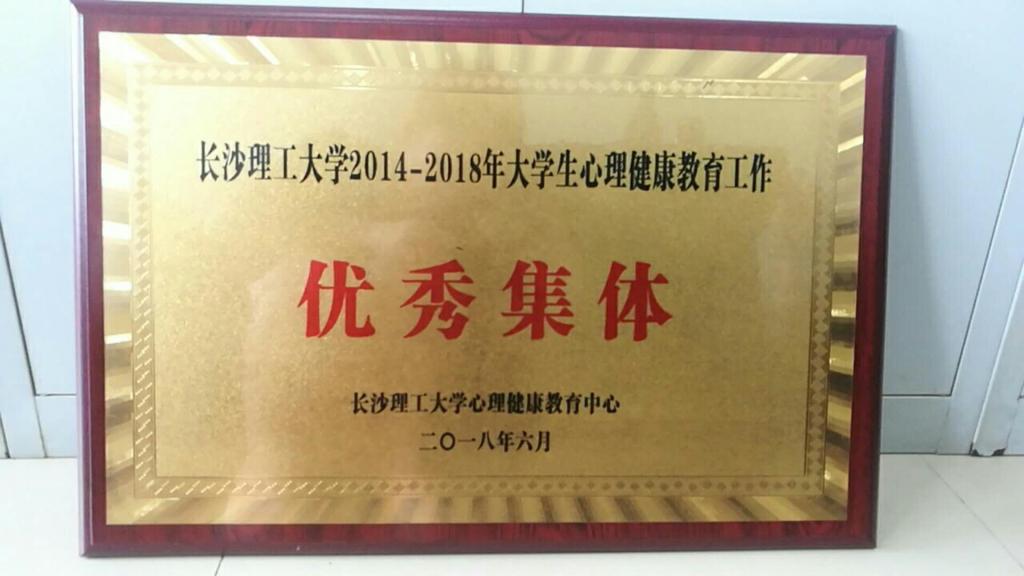 长沙理工大学2014-2018年大学生心理健康教育工作
优秀集体
长沙理工大学心理健康教育中心
二〇一八年六月